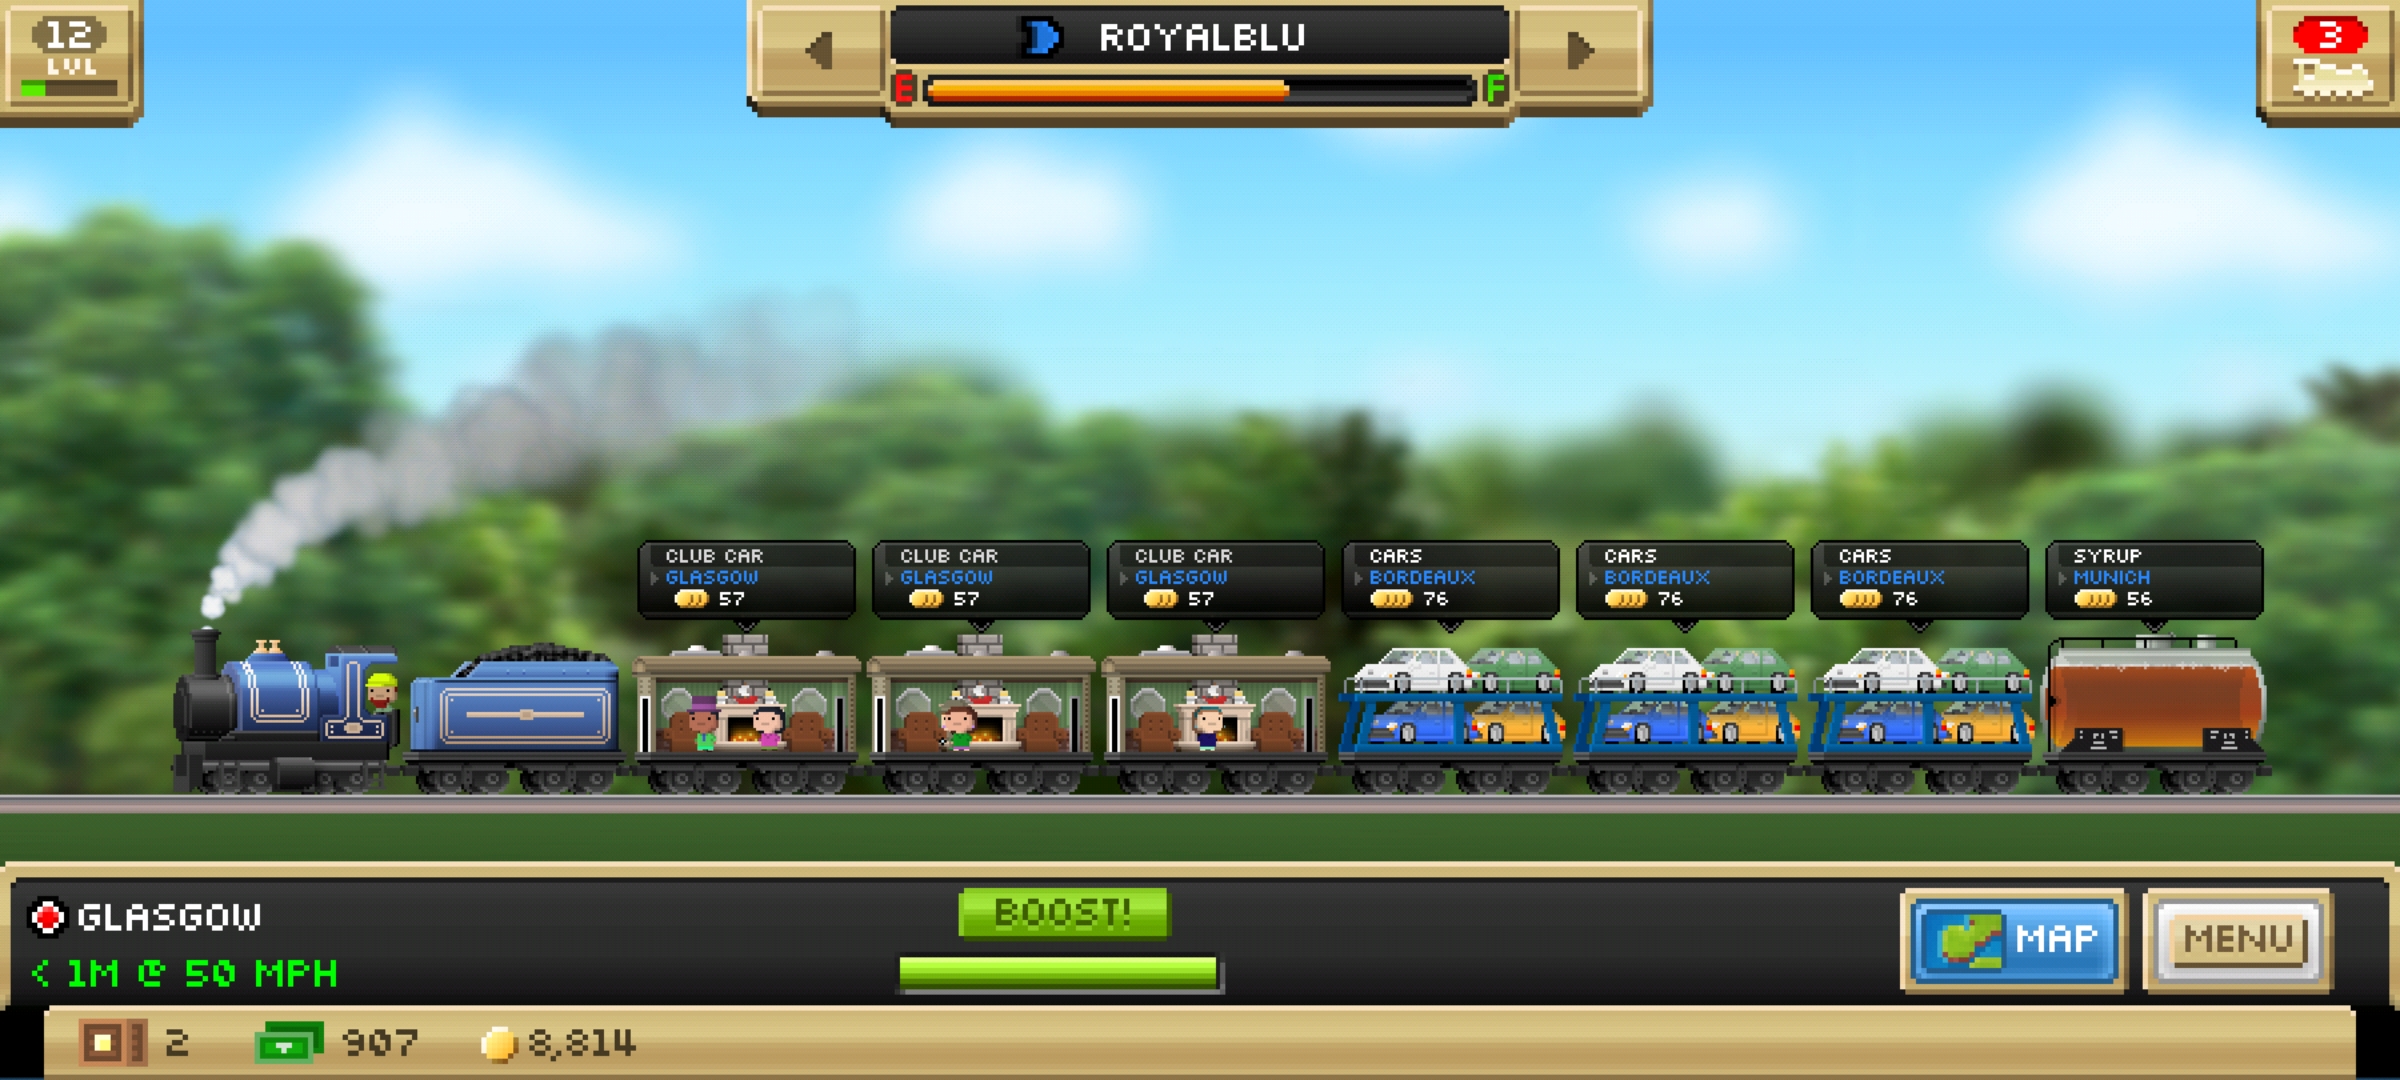 12
LVL
ROYALBLU
E F
3
CLUB CAR
GLASGOW
57
CLUB CAR
GLASGOW
57
CLUB CAR
GLASGOW
57
CARS
BORDEAUX
76
CARS
BORDEAUX
76
CARS
BORDEAUX
76
SYRUP
MUNICH
56
GLASGOW
< 1M @ 50 MPH
BOOST!
MAP
MENU
2 907 8,814